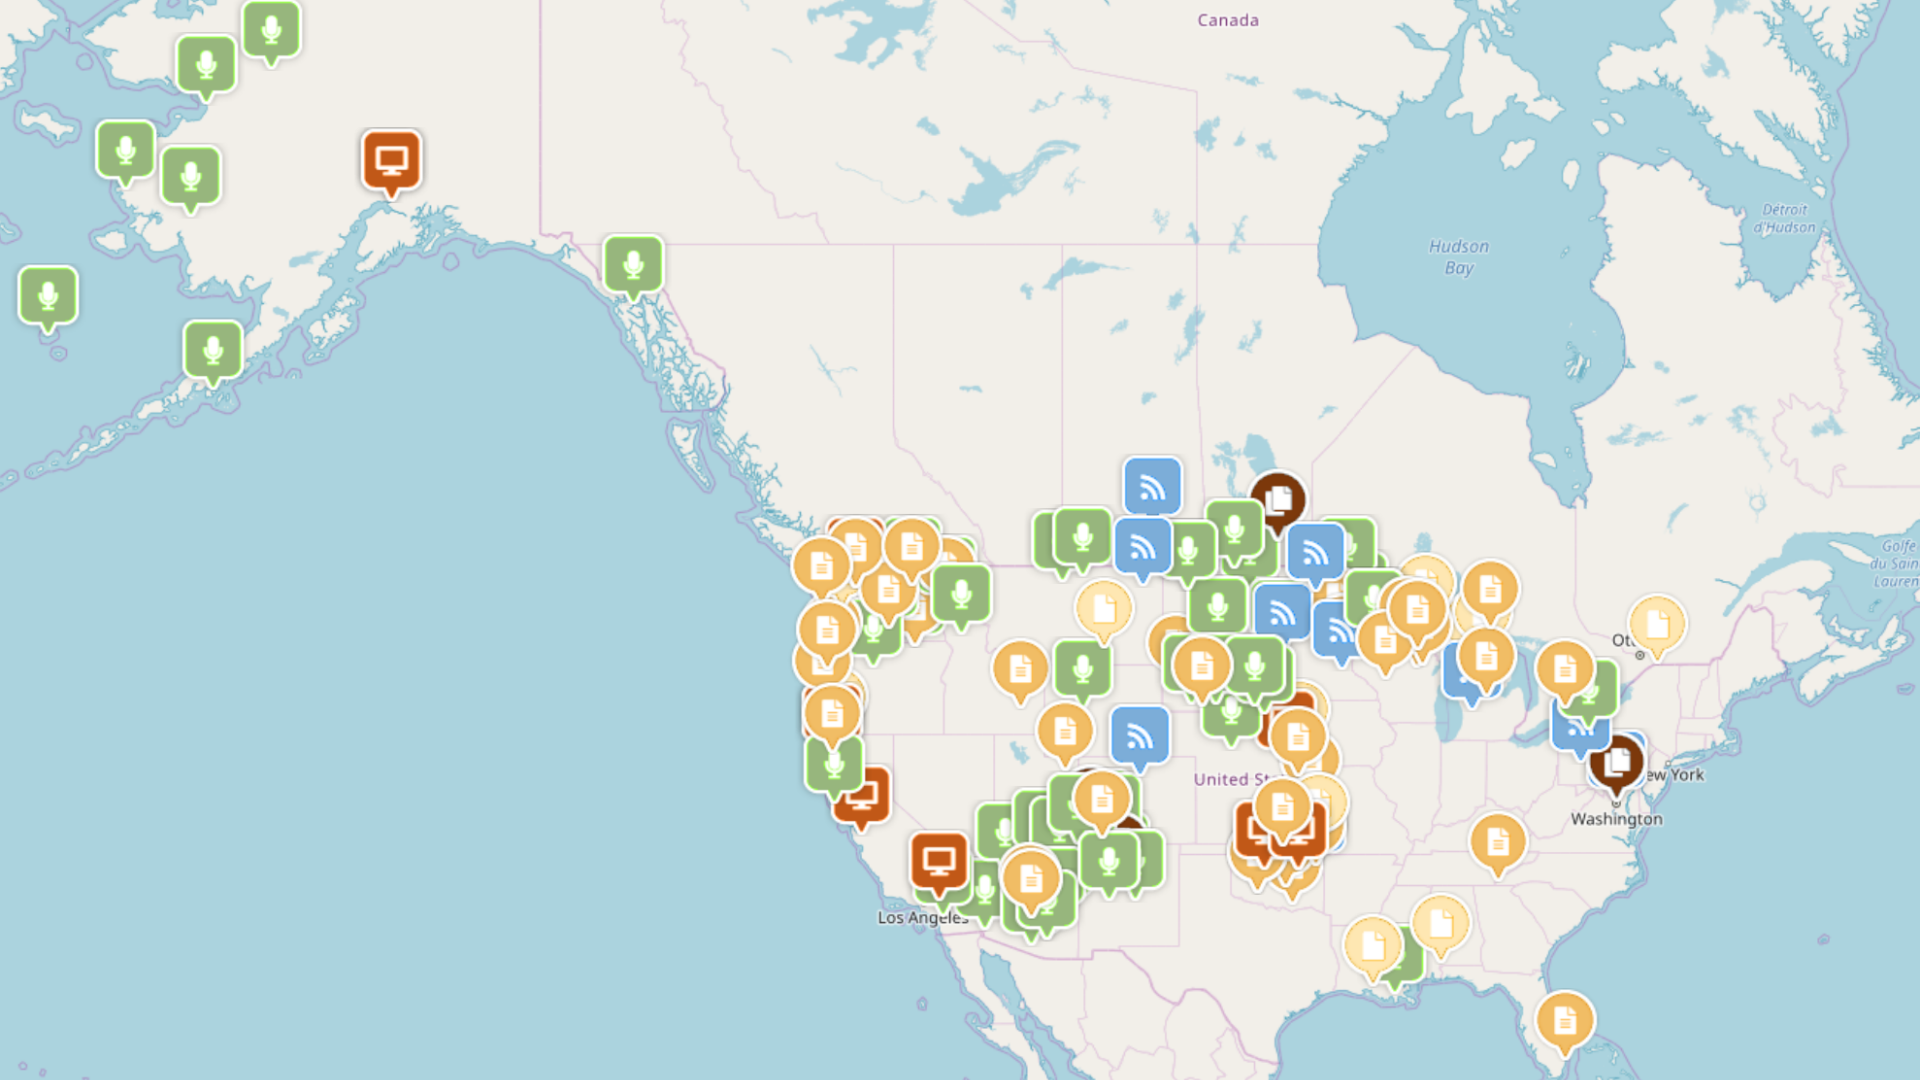 Canada
Détroit
d'Hudson
Hudson
Bay
Golfe
du Sain
Lauren
Ot
ew York
United St
Washington
Los Angeles